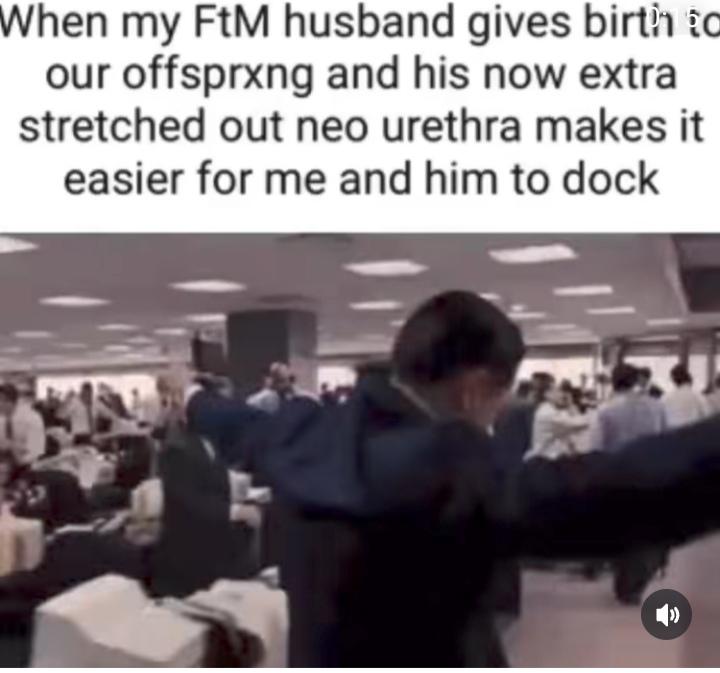 When my FtM husband gives birth to
our offsprxng and his now extra
stretched out neo urethra makes it
easier for me and him to dock